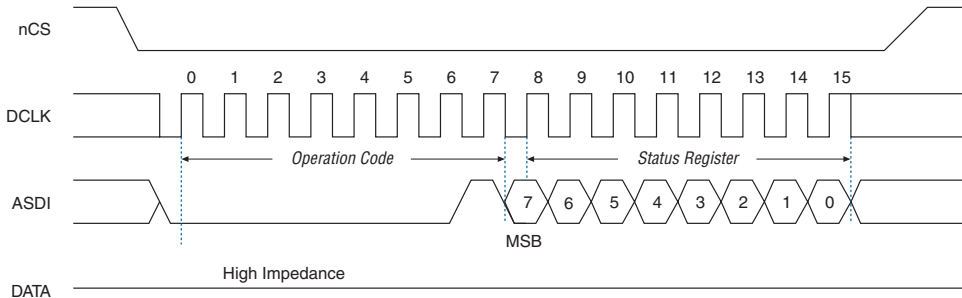 nCS
0 1 2 3 4 5 6 7 8 9 10 11 12 13 14 15
DCLK
Operation Code Status Register
ASDI 7 6 5 4 3 2 1 0
MSB
High Impedance
DATA